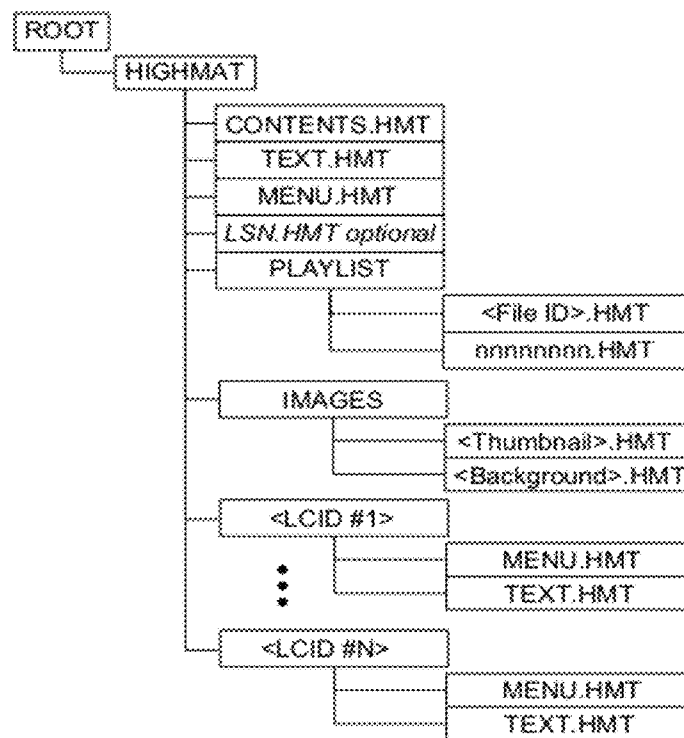 ROOT
HIGHMAT
CONTENTS.HMT
TEXT.HMT
MENU.HMT
LSN.HMT optional
PLAYLIST
<File ID>.HMT
nnnnnnnn.HMT
IMAGES
<Thumbnail>.HMT
<Background>.HMT
<LCID #1>
MENU.HMT
TEXT.HMT
<LCID #N>
MENU.HMT
TEXT.HMT